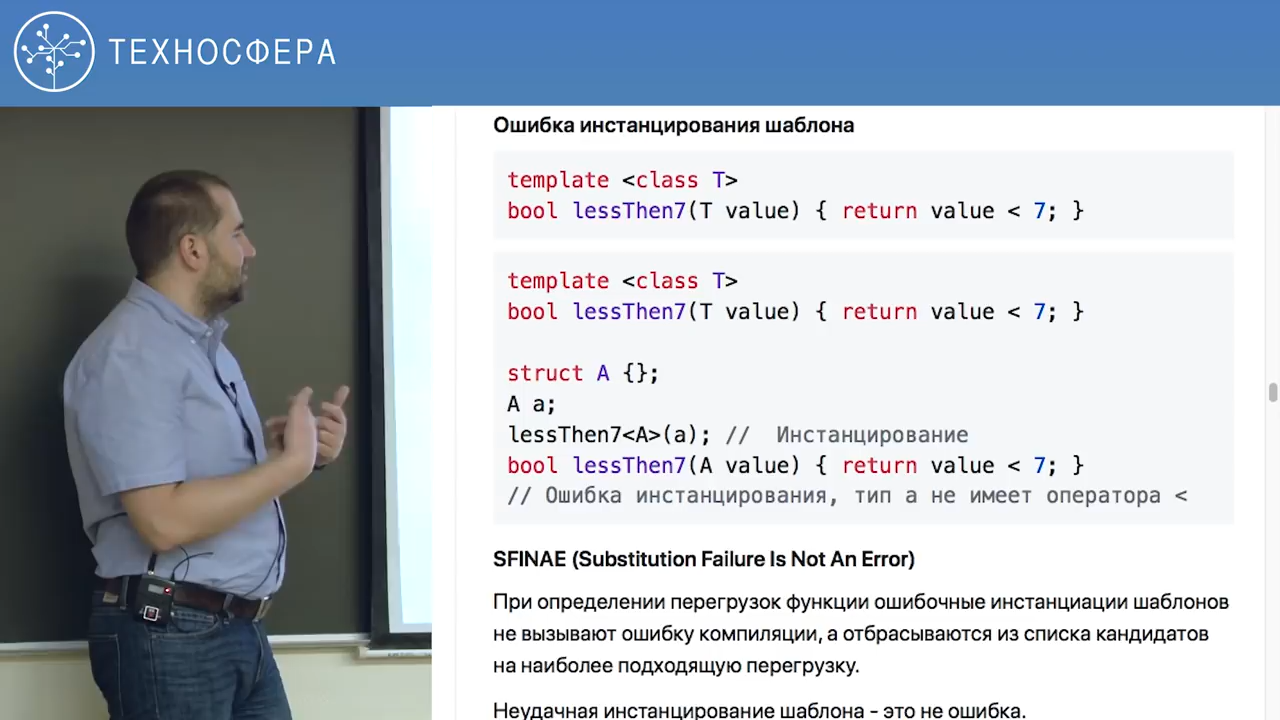 ТЕХНОСФЕРА
Ошибка инстанцирования шаблона
template <class T>
bool lessThen7(T value) { return value < 7; }
template <class T>
bool lessThen7(T value) { return value < 7; }
struct A {};
A a;
lessThen7<A>(a); //  Инстанцирование
bool lessThen7(A value) { return value < 7; }
// Ошибка инстанцирования, тип a не имеет оператора <
SFINAE (Substitution Failure Is Not An Error)
При определении перегрузок функции ошибочные инстанциации шаблонов
не вызывают ошибку компиляции, а отбрасываются из списка кандидатов
на наиболее подходящую перегрузку.
Неудачная инстанцирование шаблона - это не ошибка.